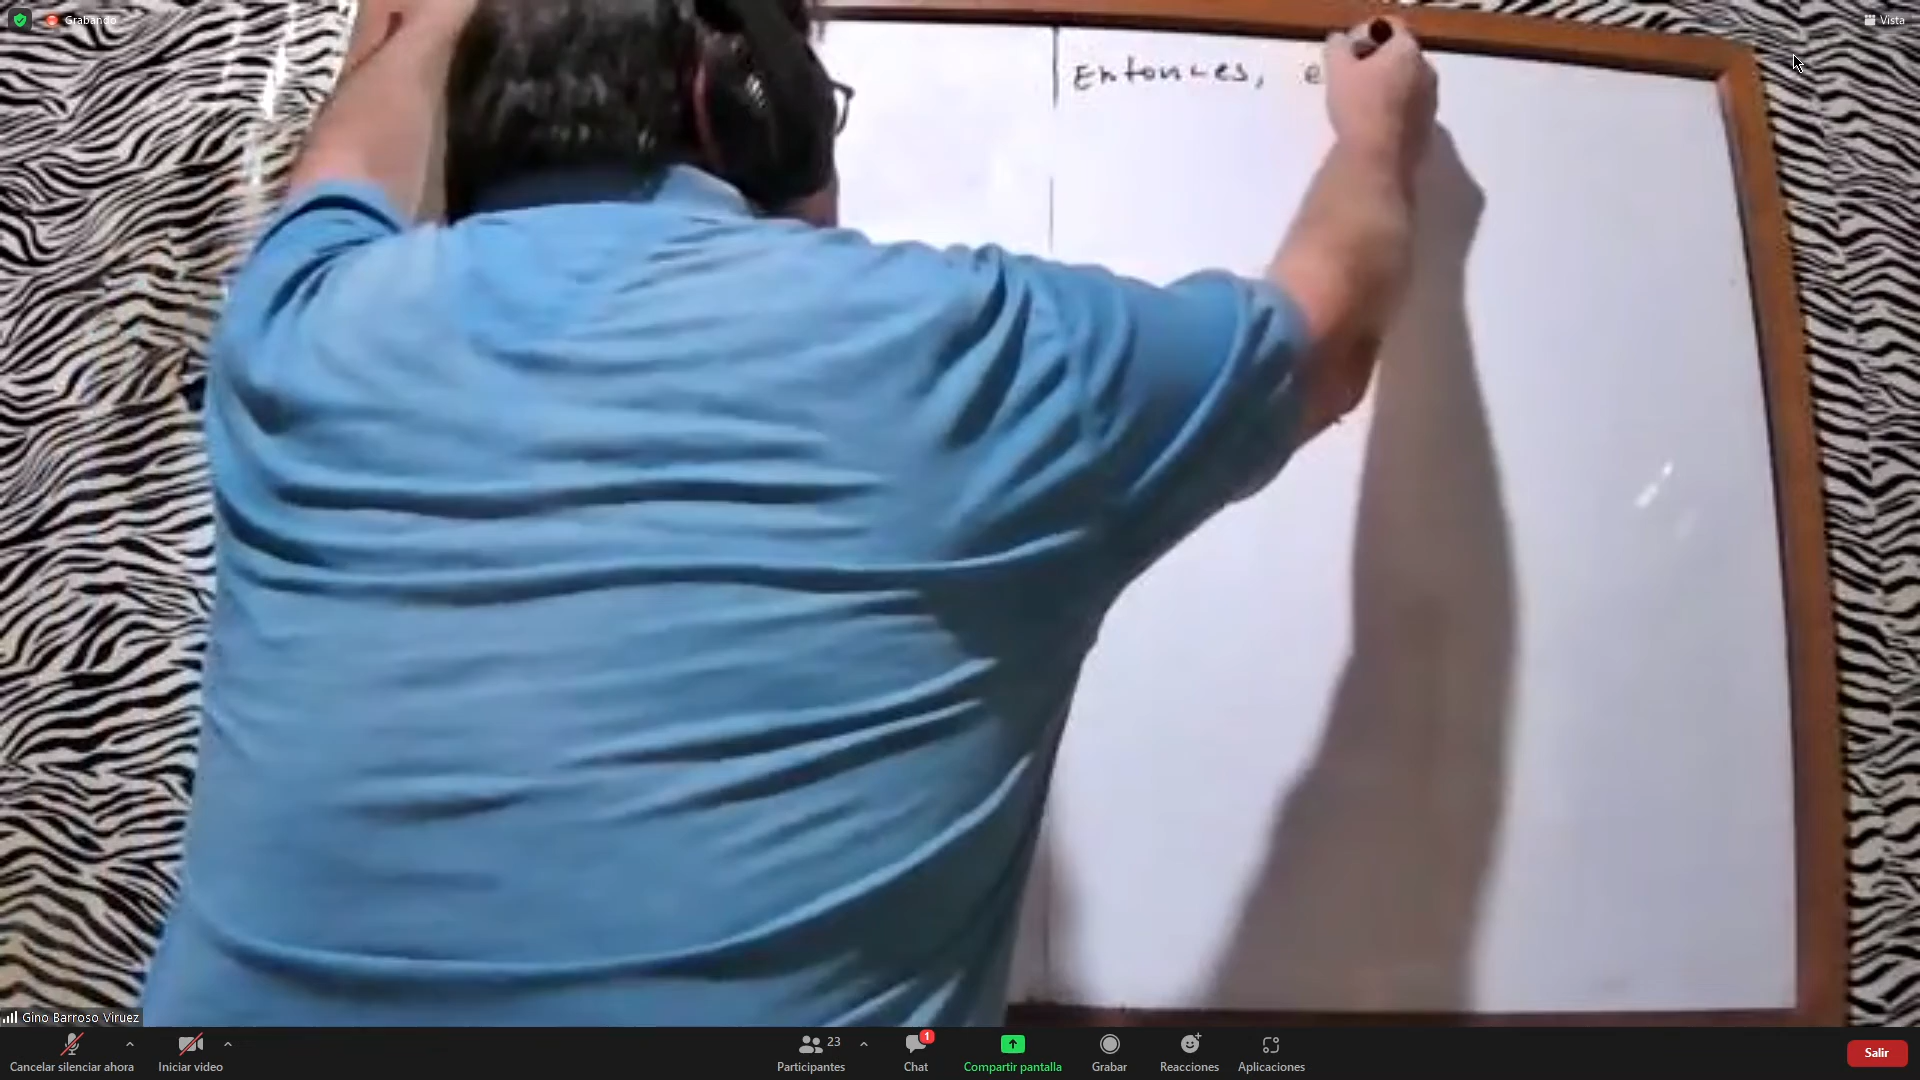 Grabando
Vista
Entonces, e
Gino Barroso Viruez
Cancelar silenciar ahora
Iniciar video
23
Participantes
1
Chat
Compartir pantalla
Grabar
Reacciones
Aplicaciones
Salir